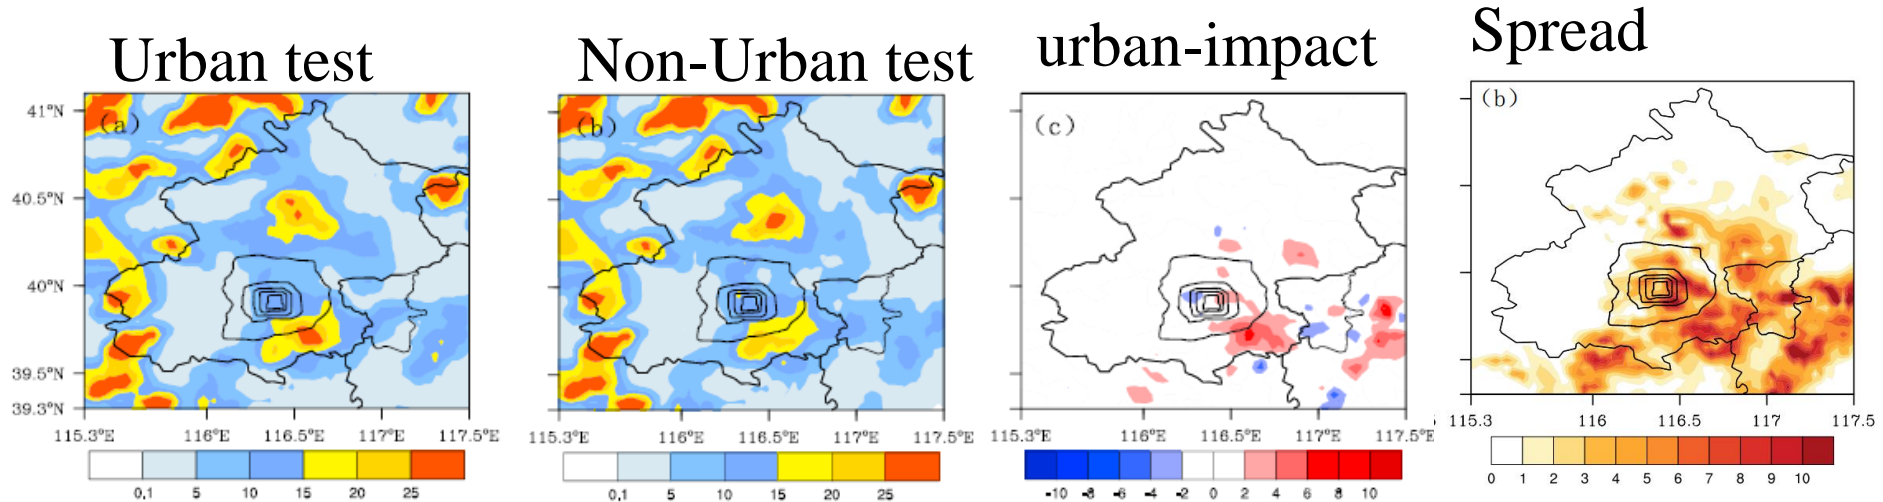 Urban test
Non-Urban test
urban-impact
Spread
41°N
40.5°N
40°N
39.5°N
39.3°N
(a)
115.3°E 116°E 116.5°E 117°E 117.5°E
0.1 5 10 15 20 25
(b)
115.3°E 116°E 116.5°E 117°E 117.5°E
0.1 5 10 15 20 25
(c)
115.3°E 116°E 116.5°E 117°E 117.5°E
-10 -8 -6 -4 -2 0 2 4 6 8 10
(b)
115.3 116 116.5 117 117.5
0 1 2 3 4 5 6 7 8 9 10